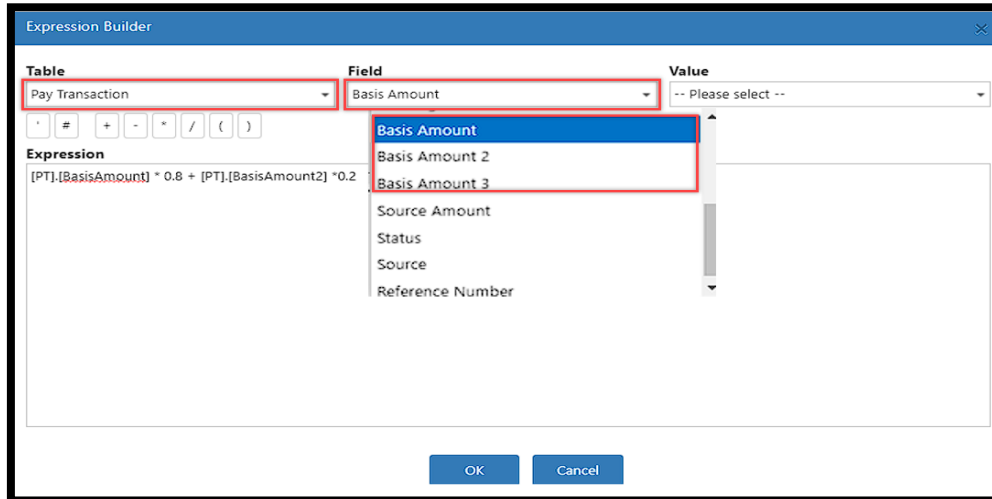 Expression Builder
×
Table Field Value
Pay Transaction Basis Amount -- Please select --
' # + - * / ( )
Basis Amount
Expression
Basis Amount 2
[PT].[BasisAmount] * 0.8 + [PT].[BasisAmount2] *0.2
Basis Amount 3
Source Amount
Status
Source
Reference Number
OK Cancel